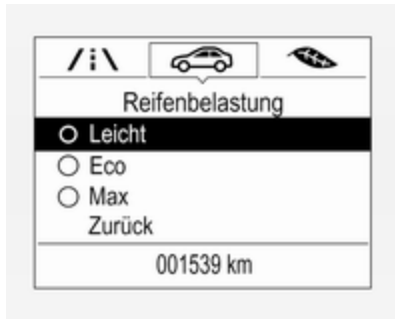 Reifenbelastung
Leicht
Eco
Max
Zurück
001539 km